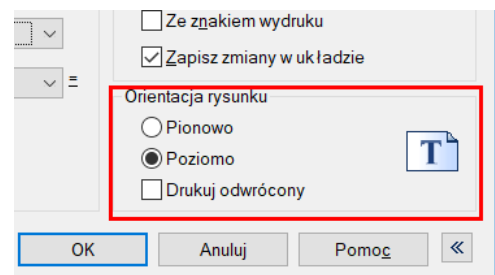 Ze znakiem wydruku
Zapisz zmiany w układzie
Orientacja rysunku
Pionowo
Poziomo
T
Drukuj odwrócony
OK Anuluj Pomoc